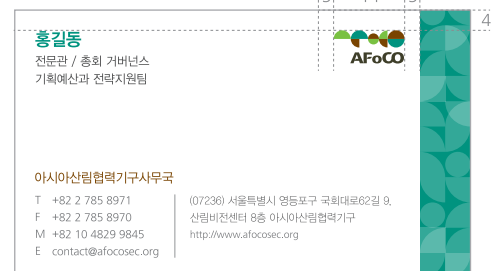 4
홍길동
전문관 / 총회 거버넌스
기획예산과 전략지원팀
AFoCO
아시아산림협력기구사무국
T +82 2 785 8971
F +82 2 785 8970
M +82 10 4829 9845
E contact@afocosec.org
(07236) 서울특별시 영등포구 국회대로62길 9,
산림비전센터 8층 아시아산림협력기구
http://www.afocosec.org